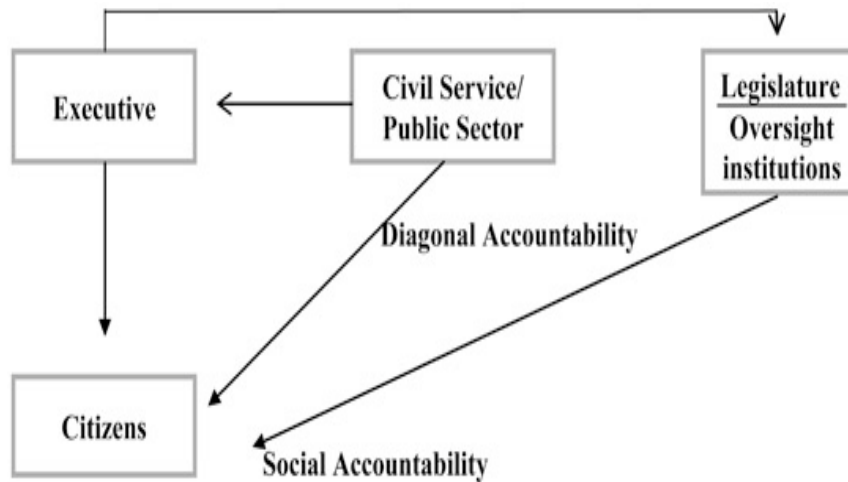 Executive
Civil Service/
Public Sector
Legislature
Oversight
institutions
Diagonal Accountability
Citizens
Social Accountability